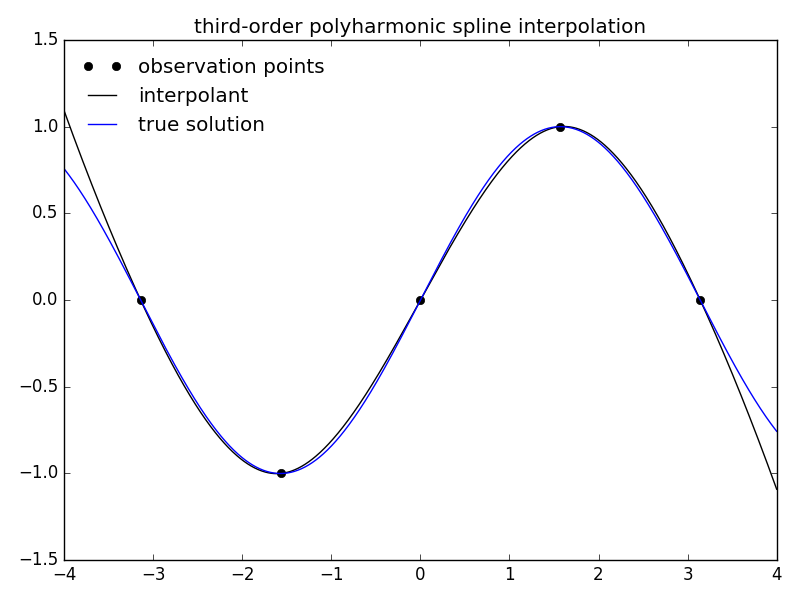 third-order polyharmonic spline interpolation
1.5
observation points
interpolant
true solution
1.0
0.5
0.0
−0.5
−1.0
−1.5
−4 −3 −2 −1 0 1 2 3 4